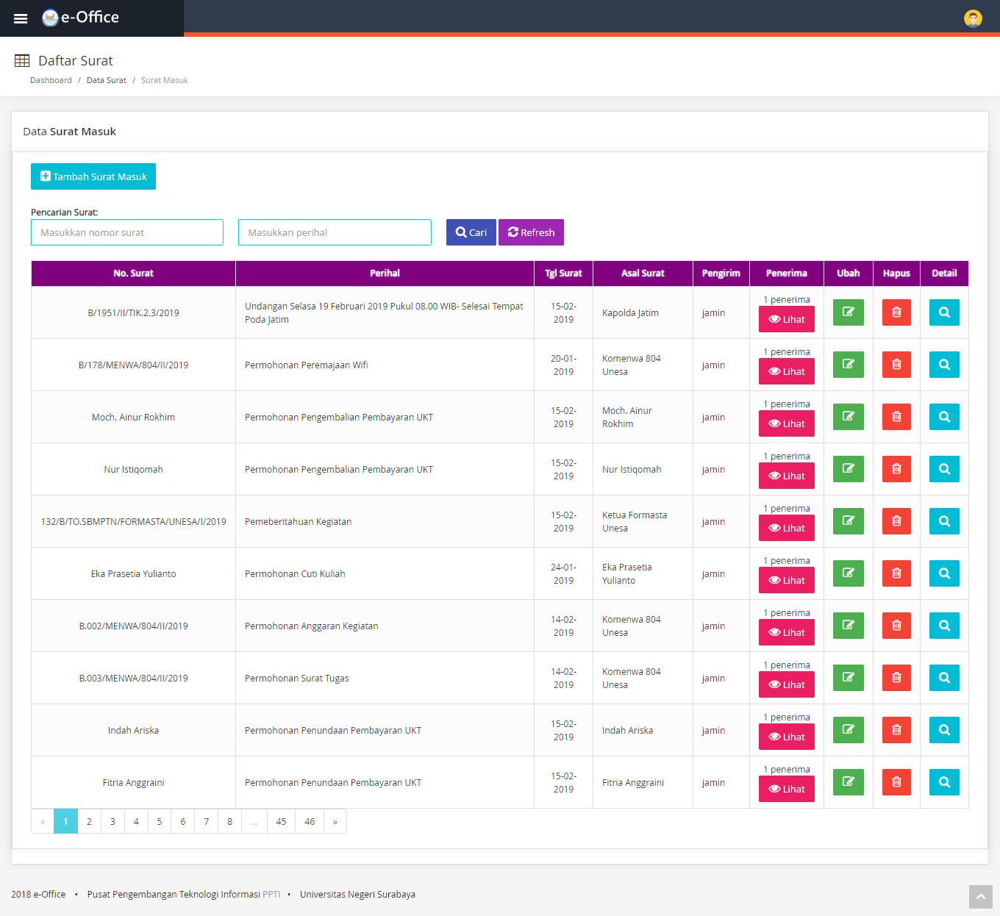 e-Office
Daftar Surat
Dashboard / Data Surat / Surat Masuk
Data Surat Masuk
Tambah Surat Masuk
Pencarian Surat:
Masukkan nomor surat Masukkan perihal Cari Refresh
No. Surat Perihal Tgl Surat Asal Surat Pengirim Penerima Ubah Hapus Detail
B/1951/II/TIK.2.3/2019 Undangan Selasa 19 Februari 2019 Pukul 08.00 WIB- Selesai Tempat Poda Jatim 15-02-2019 Kapolda Jatim jamin 1 penerima Lihat
B/178/MENWA/804/II/2019 Permohonan Peremajaan Wifi 20-01-2019 Komenwa 804 Unesa jamin 1 penerima Lihat
Moch. Ainur Rokhim Permohonan Pengembalian Pembayaran UKT 15-02-2019 Moch. Ainur Rokhim jamin 1 penerima Lihat
Nur Istiqomah Permohonan Pengembalian Pembayaran UKT 15-02-2019 Nur Istiqomah jamin 1 penerima Lihat
132/B/TO.SBMPTN/FORMASTA/UNESA/I/2019 Pemeberitahuan Kegiatan 15-02-2019 Ketua Formasta Unesa jamin 1 penerima Lihat
Eka Prasetia Yulianto Permohonan Cuti Kuliah 24-01-2019 Eka Prasetia Yulianto jamin 1 penerima Lihat
B.002/MENWA/804/II/2019 Permohonan Anggaran Kegiatan 14-02-2019 Komenwa 804 Unesa jamin 1 penerima Lihat
B.003/MENWA/804/II/2019 Permohonan Surat Tugas 14-02-2019 Komenwa 804 Unesa jamin 1 penerima Lihat
Indah Ariska Permohonan Penundaan Pembayaran UKT 15-02-2019 Indah Ariska jamin 1 penerima Lihat
Fitria Anggraini Permohonan Penundaan Pembayaran UKT 15-02-2019 Fitria Anggraini jamin 1 penerima Lihat
« 1 2 3 4 5 6 7 8 ... 45 46 »
2018 e-Office • Pusat Pengembangan Teknologi Informasi PPTI • Universitas Negeri Surabaya